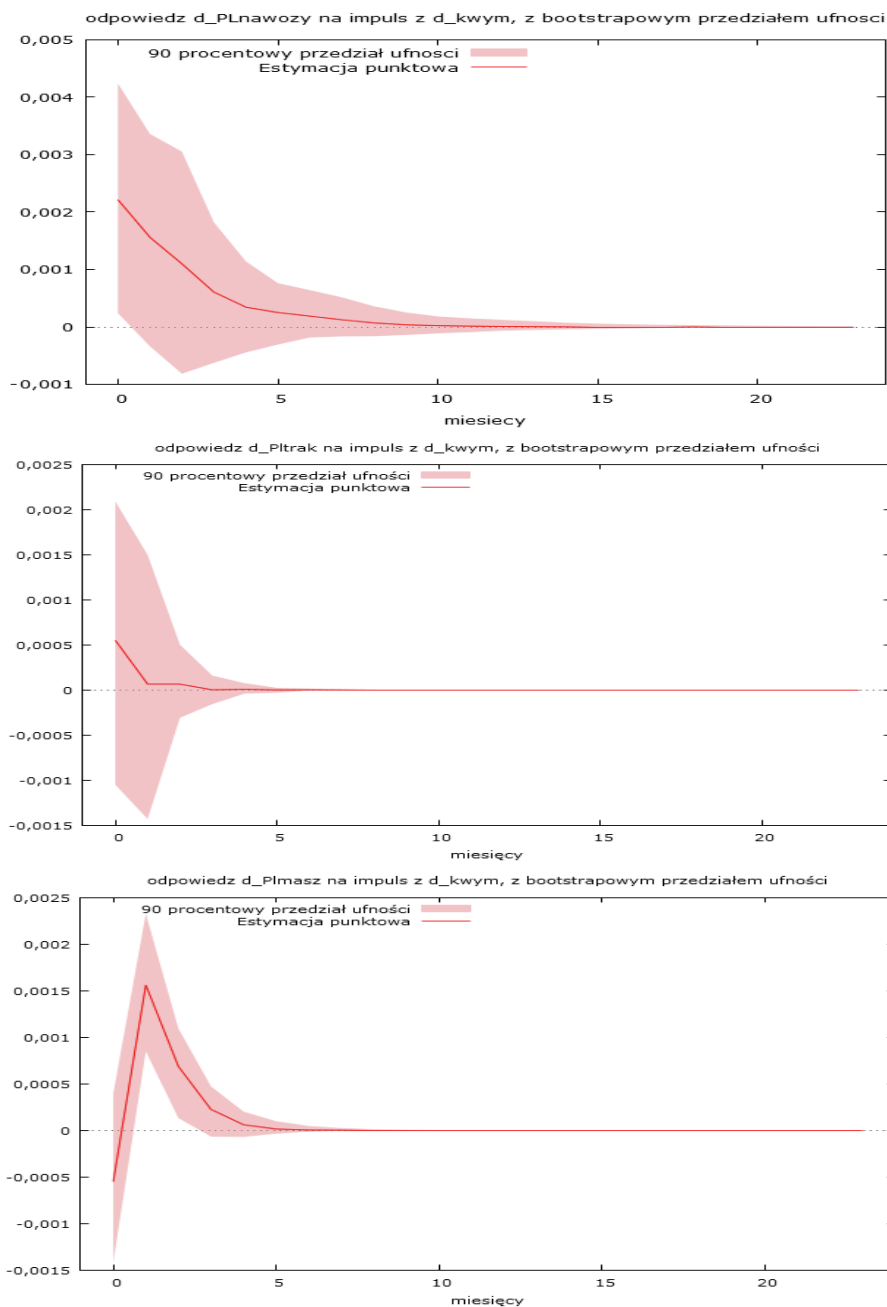 odpowiedz d_PLnawozy na impuls z d_kwym, z bootstrapowym przedziałem ufnosci
90 procentowy przedział ufnosci
Estymacja punktowa
0,005
0,004
0,003
0,002
0,001
0
-0,001
0 5 10 15 20
miesiecy
odpowiedz d_Pltrak na impuls z d_kwym, z bootstrapowym przedziałem ufności
90 procentowy przedział ufności
Estymacja punktowa
0,0025
0,002
0,0015
0,001
0,0005
0
-0,0005
-0,001
-0,0015
0 5 10 15 20
miesięcy
odpowiedz d_Plmasz na impuls z d_kwym, z bootstrapowym przedziałem ufności
90 procentowy przedział ufności
Estymacja punktowa
0,0025
0,002
0,0015
0,001
0,0005
0
-0,0005
-0,001
-0,0015
0 5 10 15 20
miesięcy